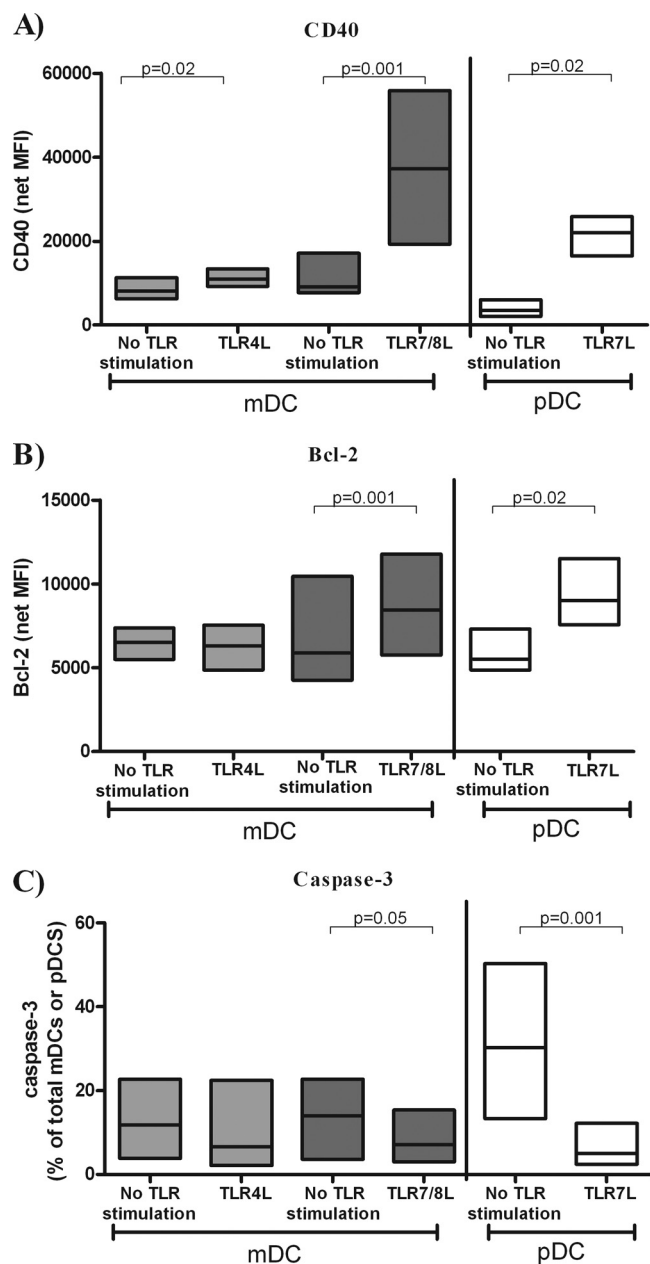 A)
CD40
p=0.02
p=0.001
p=0.02
CD40 (net MFI)
60000
40000
20000
0
No TLR stimulation
TLR4L
No TLR stimulation
TLR7/8L
No TLR stimulation
TLR7L
mDC
pDC
B)
Bcl-2
p=0.001
p=0.02
Bcl-2 (net MFI)
15000
10000
5000
0
No TLR stimulation
TLR4L
No TLR stimulation
TLR7/8L
No TLR stimulation
TLR7L
mDC
pDC
C)
Caspase-3
p=0.05
p=0.001
caspase-3
(% of total mDCs or pDCS)
60
40
20
0
No TLR stimulation
TLR4L
No TLR stimulation
TLR7/8L
No TLR stimulation
TLR7L
mDC
pDC